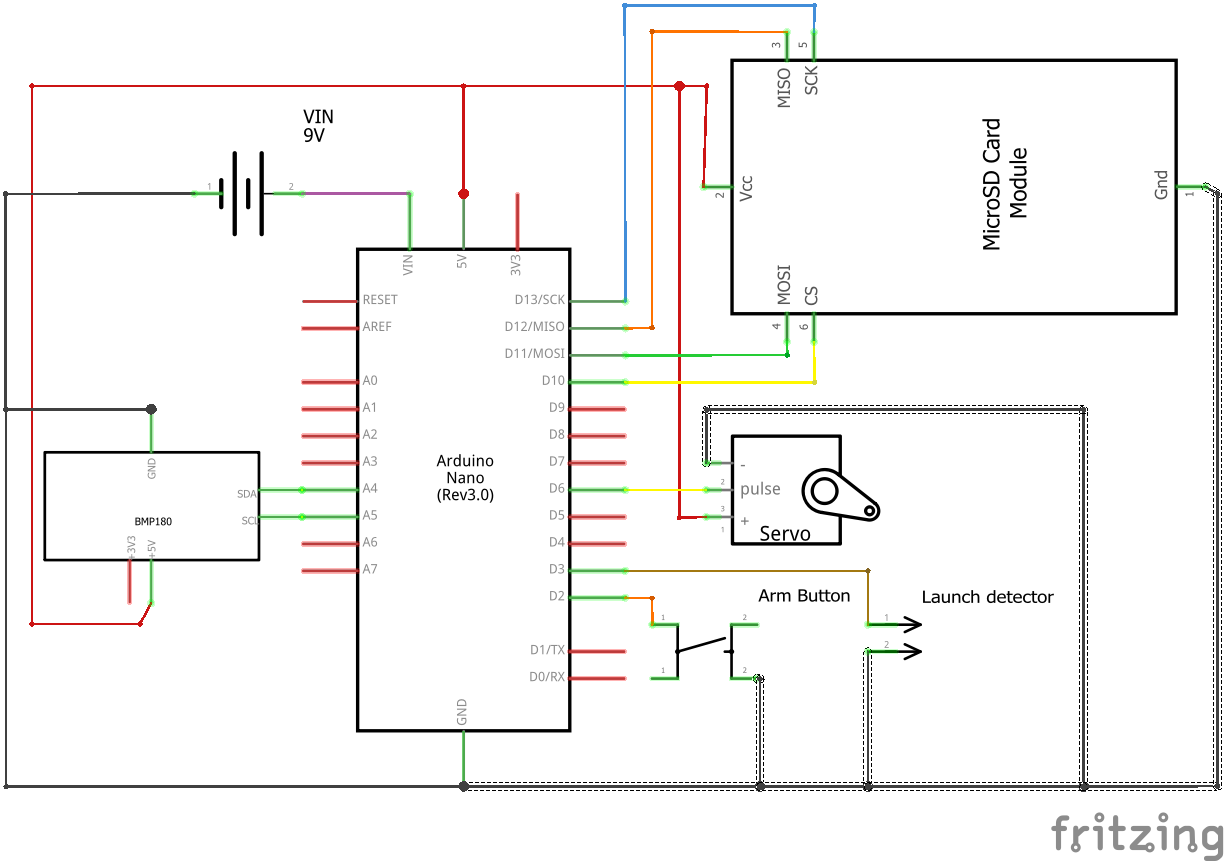 3
5
MISO
SCK
VIN
9V
1
2
2
Vcc
MicroSD Card
Module
Gnd
1
MOSI
CS
4
6
VIN
5V
3V3
RESET
AREF
A0
A1
A2
A3
A4
A5
A6
A7
D13/SCK
D12/MISO
D11/MOSI
D10
D9
D8
D7
D6
D5
D4
D3
D2
D1/TX
D0/RX
GND
Arduino
Nano
(Rev3.0)
GND
SDA
SCL
BMP180
+3V3
+5V
-
2
pulse
3
+
1
Servo
Arm Button
1
2
1
2
Launch detector
1
2
fritzing